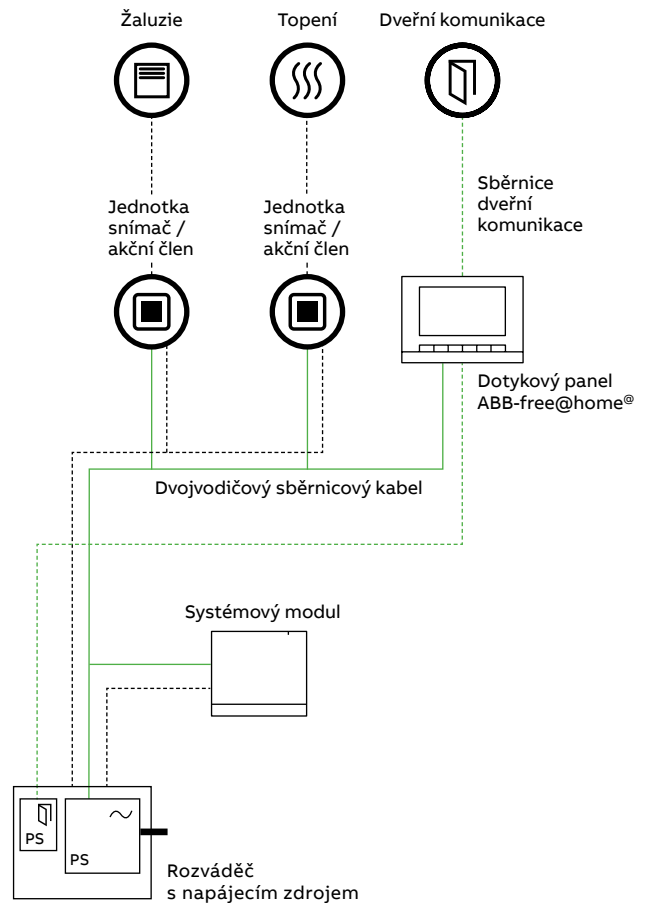 Žaluzie
Topení
Dveřní komunikace
Jednotka
snímač /
akční člen
Jednotka
snímač /
akční člen
Sběrnice
dveřní
komunikace
Dotykový panel
ABB-free@home®
Dvojvodičový sběrnicový kabel
Systémový modul
PS
PS
Rozváděč
s napájecím zdrojem